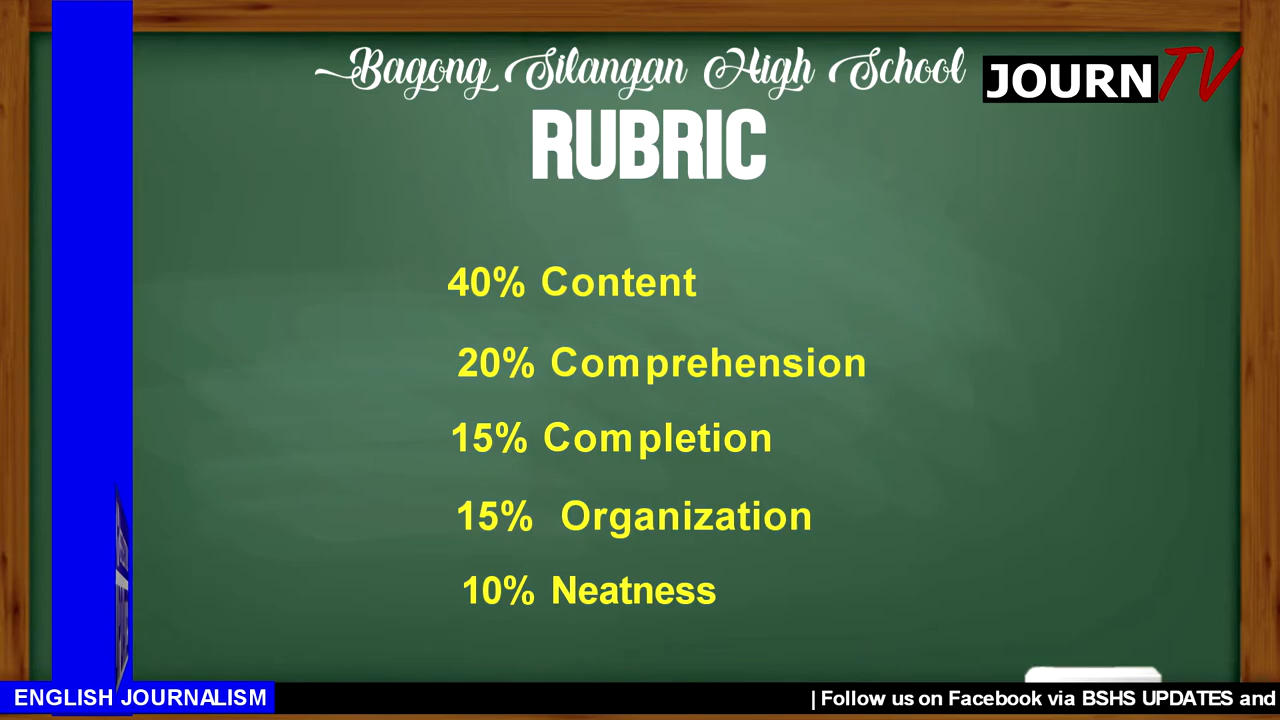 Bagong Silangan High School
JOURNTV
RUBRIC
40% Content
20% Comprehension
15% Completion
15% Organization
10% Neatness
ENGLISH JOURNALISM
| Follow us on Facebook via BSHS UPDATES and